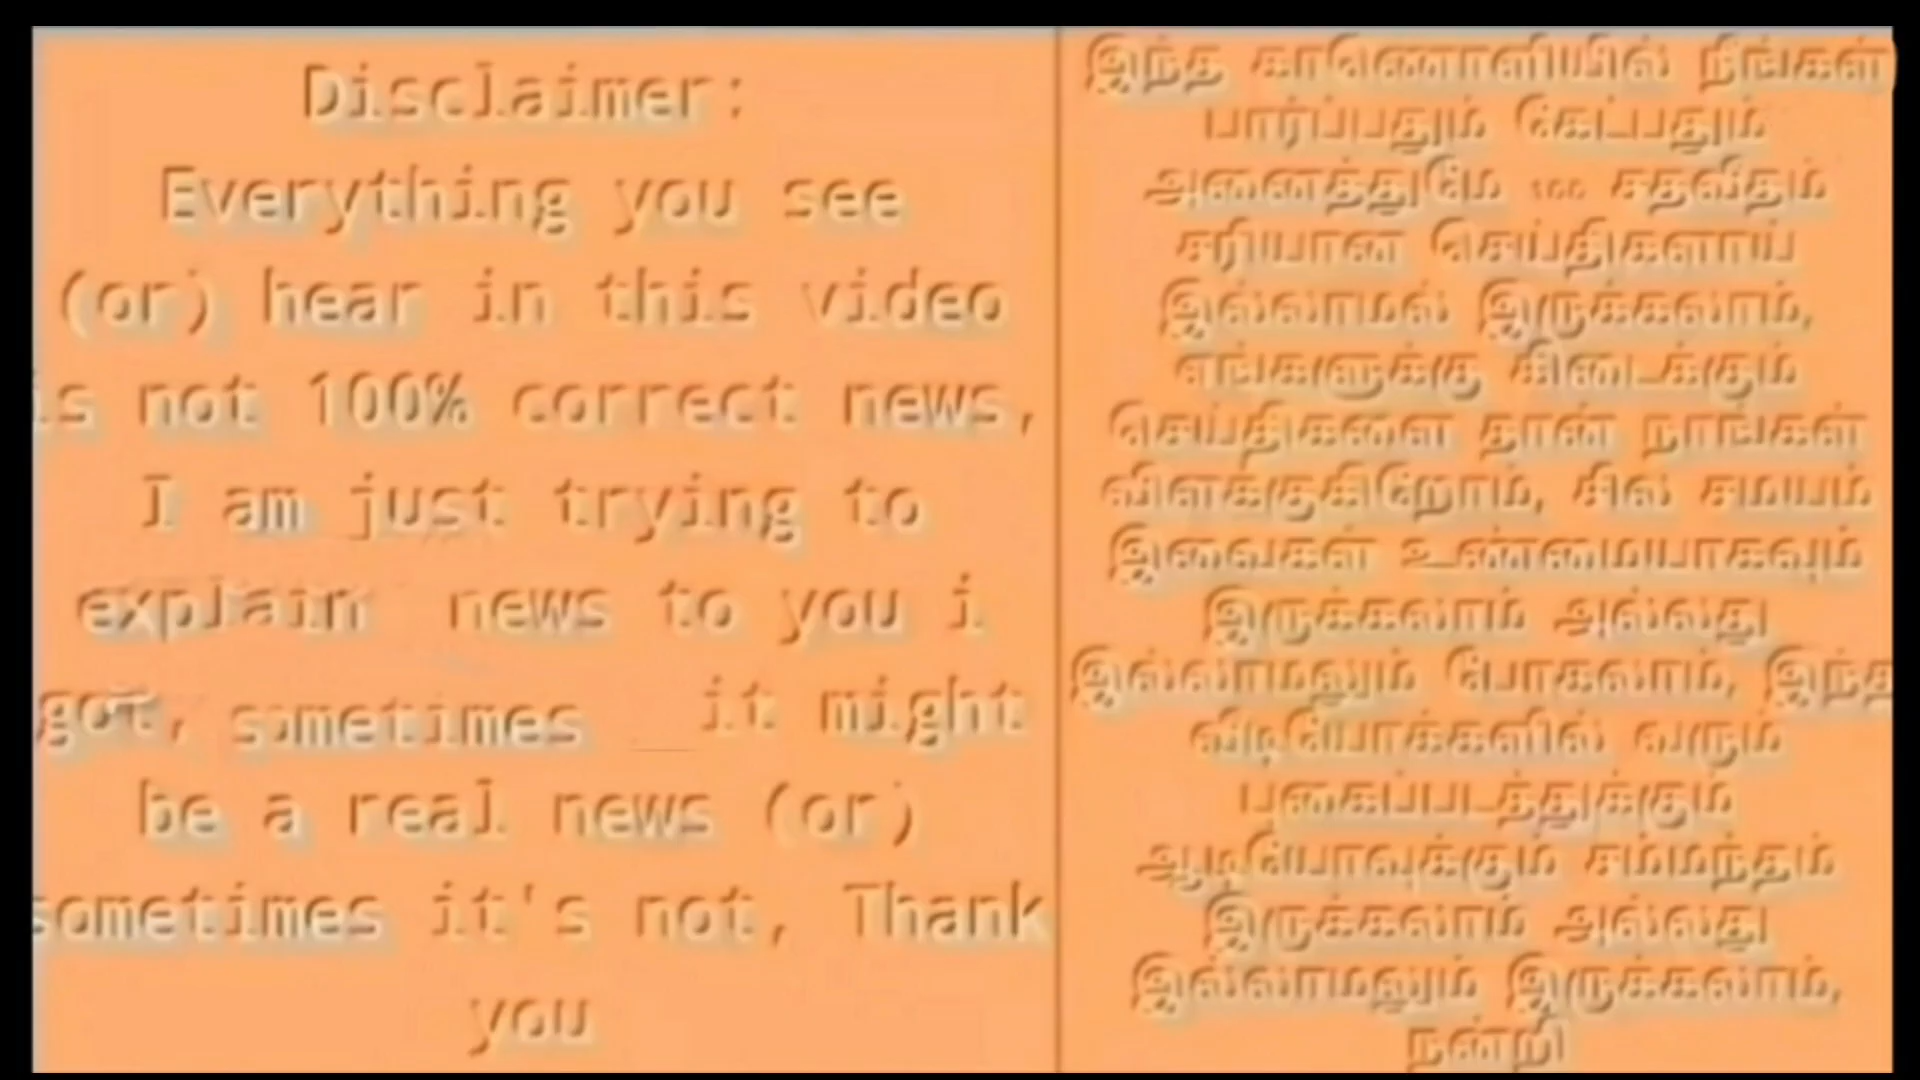 Disclaimer:
Everything you see
(or) hear in this video
is not 100% correct news,
I am just trying to
explain news to you i
got, sometimes it might
be a real news (or)
sometimes it's not, Thank
you
இந்த காணொளியில் நீங்கள்
பார்ப்பதும் கேட்பதும்
அனைத்துமே 100 சதவீதம்
சரியான செய்திகளாய்
இல்லாமல் இருக்கலாம்,
எங்களுக்கு கிடைக்கும்
செய்திகளை தான் நாங்கள்
விளக்குகிறோம், சில சமயம்
இவைகள் உண்மையாகவும்
இருக்கலாம் அல்லது
இல்லாமலும் போகலாம், இந்த
வீடியோக்களில் வரும்
புகைப்படத்துக்கும்
ஆடியோவுக்கும் சம்மந்தம்
இருக்கலாம் அல்லது
இல்லாமலும் இருக்கலாம்,
நன்றி